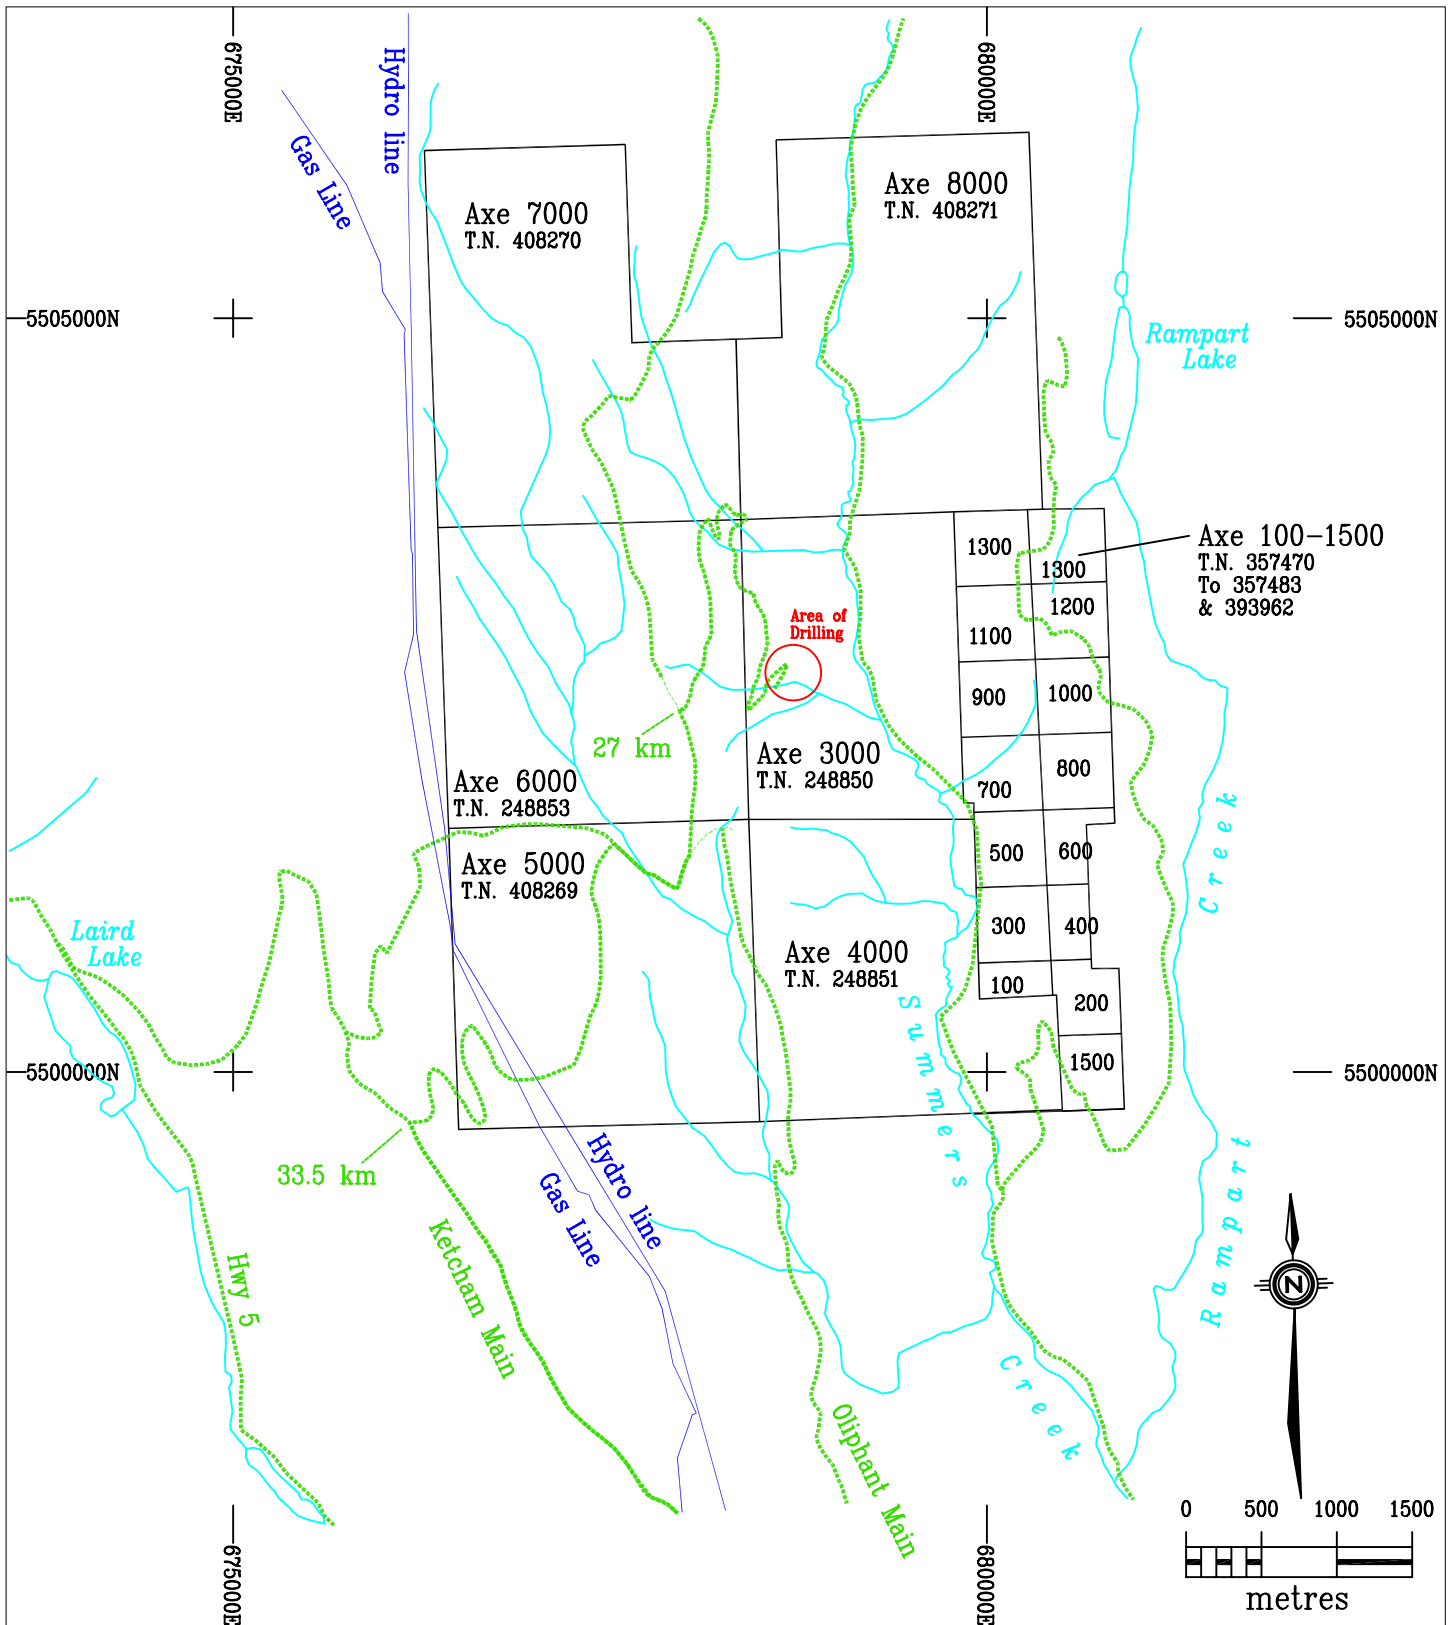 675000E
680000E
Hydro line
Gas Line
Axe 7000
T.N. 408270
Axe 8000
T.N. 408271
5505000N
5505000N
Rampart
Lake
Axe 100-1500
T.N. 357470
To 357483
& 393962
1300
1300
1200
1100
Area of
Drilling
900
1000
27 km
Axe 3000
T.N. 248850
Axe 6000
T.N. 248853
700
800
Axe 5000
T.N. 408269
500
600
Laird
Lake
Axe 4000
T.N. 248851
300
400
100
200
1500
Summers
Creek
Rampart
Creek
5500000N
5500000N
33.5 km
Hydro line
Gas Line
Ketcham Main
Hwy 5
Oliphant Main
N
0 500 1000 1500
metres
675000E
680000E